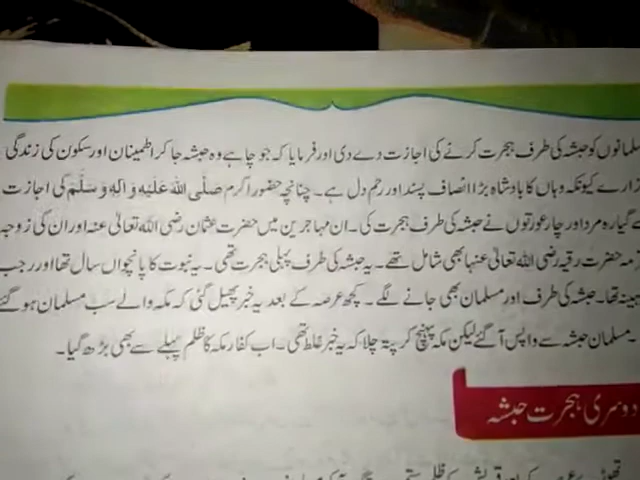 مسلمانوں کو حبشہ کی طرف ہجرت کرنے کی اجازت دے دی اور فرمایا کہ جو چاہے وہ حبشہ جا کر اطمینان اور سکون کی زندگی
گزارے کیونکہ وہاں کا بادشاہ بڑا انصاف پسند اور رحم دل ہے۔ چنانچہ حضور اکرم صَلَّی اللهُ عَلَیْهِ وَ اٰلِهٖ وَ سَلَّمَ کی اجازت
سے گیارہ مرد اور چار عورتوں نے حبشہ کی طرف ہجرت کی۔ ان مہاجرین میں حضرت عثمان رضی اللہ تعالیٰ عنہ اور ان کی زوجہ
حضرت رقیہ رضی اللہ تعالیٰ عنہا بھی شامل تھے۔ یہ حبشہ کی طرف پہلی ہجرت تھی۔ یہ نبوت کا پانچواں سال تھا اور رجب
مہینہ تھا۔ حبشہ کی طرف اور مسلمان بھی جانے لگے۔ کچھ عرصہ کے بعد یہ خبر پھیل گئی کہ مکہ والے سب مسلمان ہو گئے
۔ مسلمان حبشہ سے واپس آ گئے لیکن مکہ پہنچ کر پتہ چلا کہ یہ خبر غلط تھی۔ اب کفار مکہ کا ظلم پہلے سے بھی بڑھ گیا۔
دوسری ہجرت حبشہ